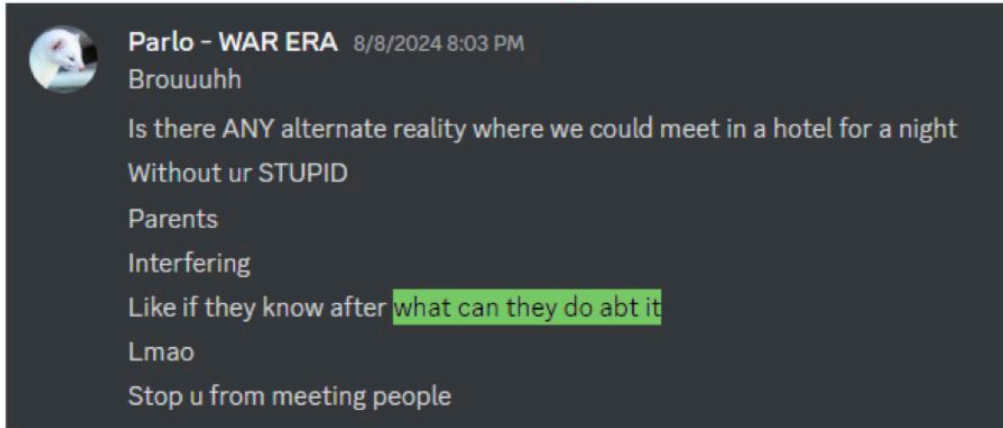 Parlo - WAR ERA 8/8/2024 8:03 PM
Brouuuhh
Is there ANY alternate reality where we could meet in a hotel for a night
Without ur STUPID
Parents
Interfering
Like if they know after what can they do abt it
Lmao
Stop u from meeting people